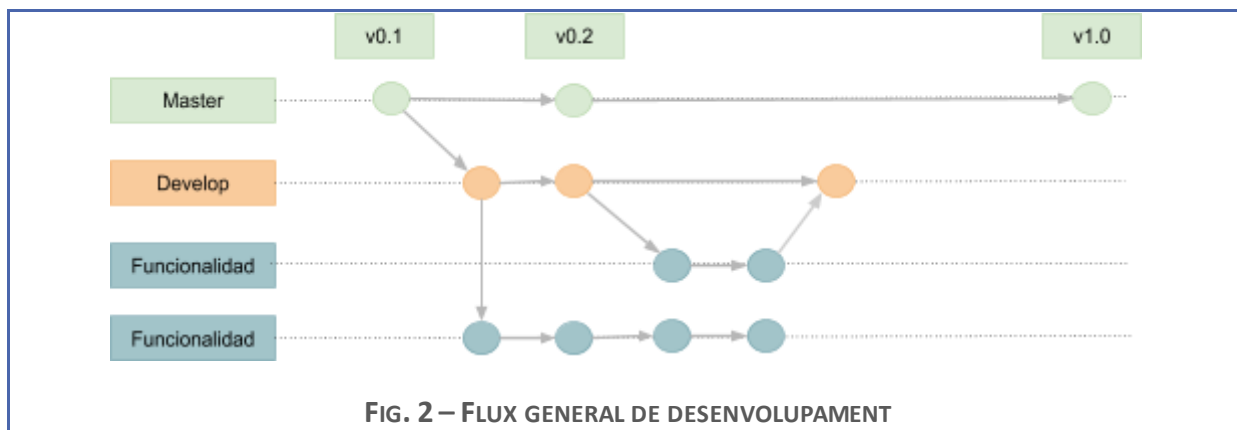 v0.1
v0.2
v1.0
Master
Develop
Funcionalidad
Funcionalidad
FIG. 2 – FLUX GENERAL DE DESENVOLUPAMENT